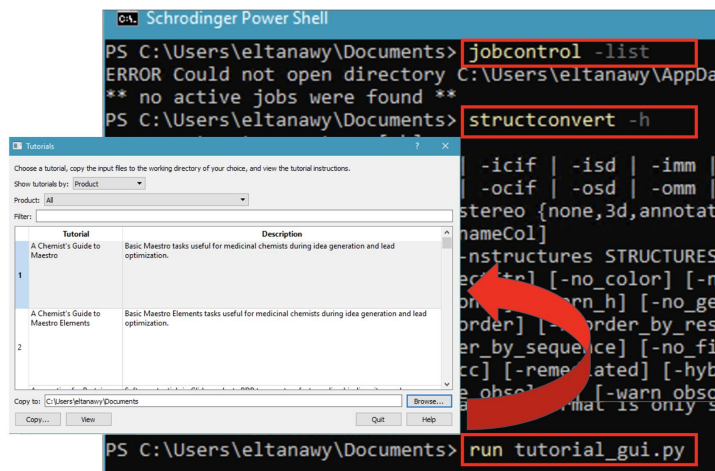 Schrodinger Power Shell
PS C:\Users\eltanawy\Documents> jobcontrol -list
ERROR Could not open directory C:\Users\eltanawy\AppDa
** no active jobs were found **
PS C:\Users\eltanawy\Documents> structconvert -h
| -icif | -isd | -imm |
| -ocif | -osd | -omm |
stereo {none,3d,annotat
nameCol]
-nstructures STRUCTURES
[-no_color]
[-no_ge
order]
order_by_res
er_by_sequence] [-no_fi
cc]
[-hyb
[-warn_obso
only s
Tutorials
Choose a tutorial, copy the input files to the working directory of your choice, and view the tutorial instructions.
Show tutorials by: Product
Product: All
Filter:
Tutorial Description
1 A Chemist's Guide to Maestro Basic Maestro tasks useful for medicinal chemists during idea generation and lead
optimization.
2 A Chemist's Guide to Maestro Elements Basic Maestro Elements tasks useful for medicinal chemists during idea generation and lead
optimization.
Copy to: C:\Users\eltanawy\Documents Browse...
Copy... View Quit Help
PS C:\Users\eltanawy\Documents> run tutorial_gui.py